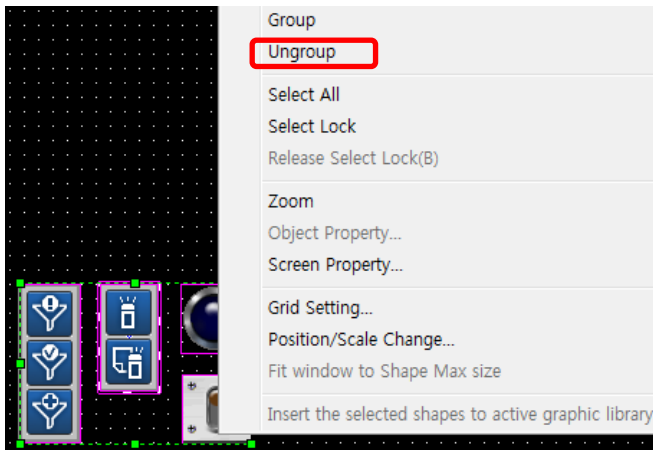 Group
Ungroup
Select All
Select Lock
Release Select Lock(B)
Zoom
Object Property...
Screen Property...
Grid Setting...
Position/Scale Change...
Fit window to Shape Max size
Insert the selected shapes to active graphic library